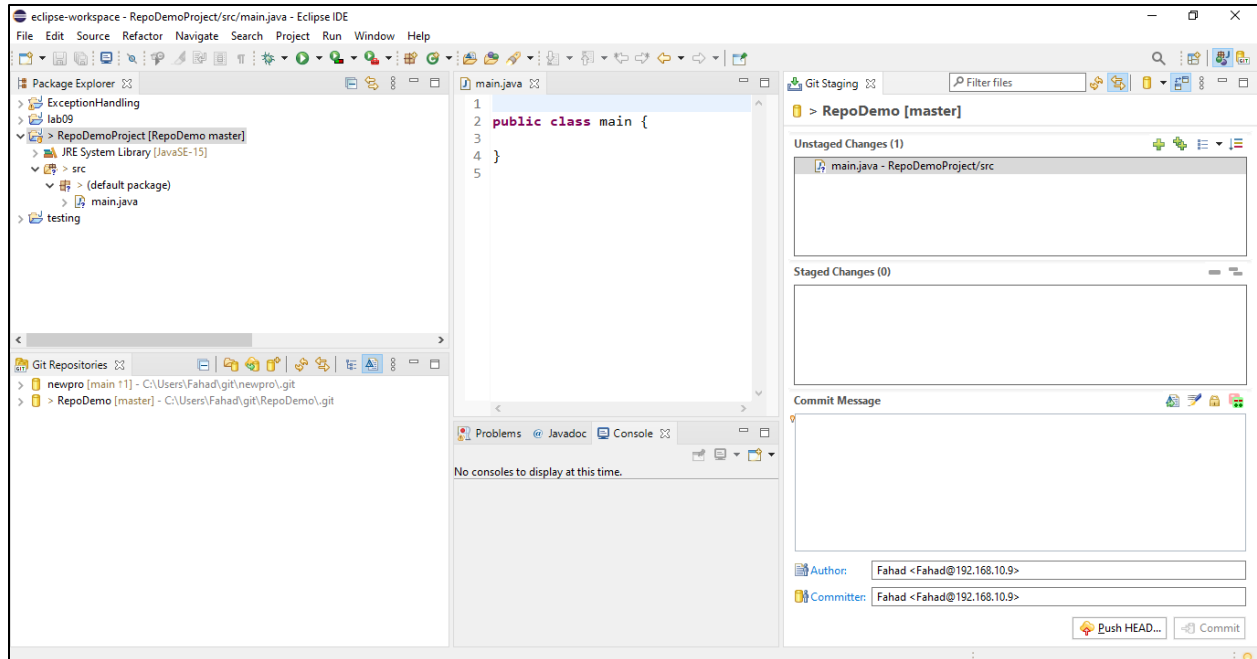 eclipse-workspace - RepoDemoProject/src/main.java - Eclipse IDE
File Edit Source Refactor Navigate Search Project Run Window Help
Package Explorer
> ExceptionHandling
> lab09
> RepoDemoProject [RepoDemo master]
> JRE System Library [JavaSE-15]
> src
> (default package)
> main.java
> testing
Git Repositories
> newpro [main ↑1] - C:\Users\Fahad\git\newpro\.git
> > RepoDemo [master] - C:\Users\Fahad\git\RepoDemo\.git
main.java
1
2 public class main {
3
4 }
5
Problems @ Javadoc Console
No consoles to display at this time.
Git Staging
Filter files
> RepoDemo [master]
Unstaged Changes (1)
main.java - RepoDemoProject/src
Staged Changes (0)
Commit Message
Author: Fahad <Fahad@192.168.10.9>
Committer: Fahad <Fahad@192.168.10.9>
Push HEAD... Commit